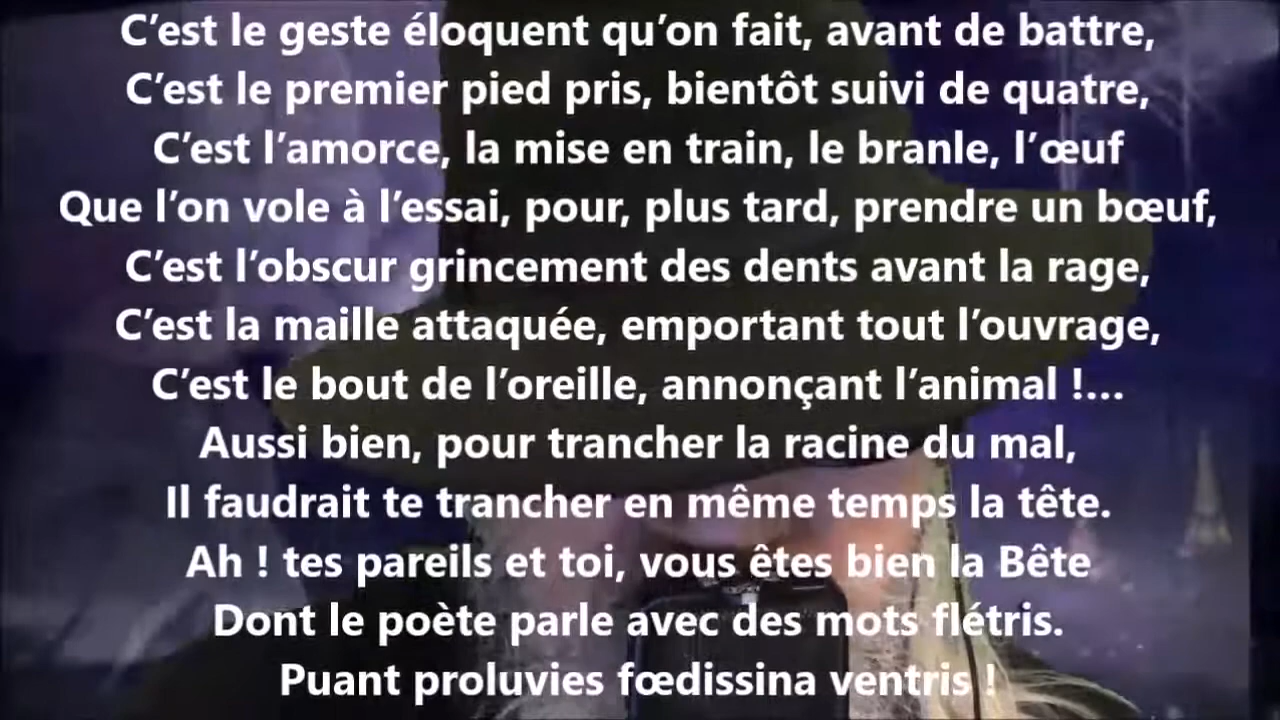 C’est le geste éloquent qu’on fait, avant de battre,
C’est le premier pied pris, bientôt suivi de quatre,
C’est l’amorce, la mise en train, le branle, l’œuf
Que l’on vole à l’essai, pour, plus tard, prendre un bœuf,
C’est l’obscur grincement des dents avant la rage,
C’est la maille attaquée, emportant tout l’ouvrage,
C’est le bout de l’oreille, annonçant l’animal !...
Aussi bien, pour trancher la racine du mal,
Il faudrait te trancher en même temps la tête.
Ah ! tes pareils et toi, vous êtes bien la Bête
Dont le poète parle avec des mots flétris.
Puant proluvies fœdissina ventris !